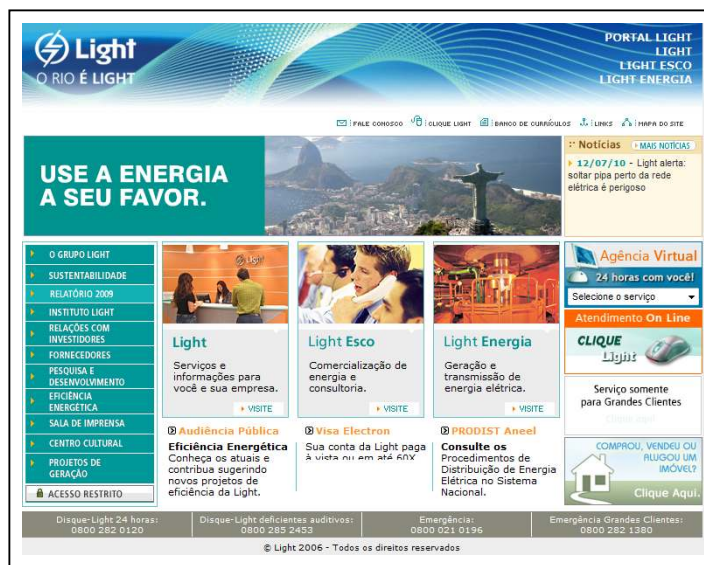 Light
O RIO É LIGHT
PORTAL LIGHT
LIGHT
LIGHT ESCO
LIGHT ENERGIA
FALE CONOSCO
CLIQUE LIGHT
BANCO DE CURRÍCULOS
LINKS
MAPA DO SITE
USE A ENERGIA
A SEU FAVOR.
Notícias
MAIS NOTÍCIAS
12/07/10 - Light alerta:
soltar pipa perto da rede
elétrica é perigoso
O GRUPO LIGHT
SUSTENTABILIDADE
RELATÓRIO 2009
INSTITUTO LIGHT
RELAÇÕES COM
INVESTIDORES
FORNECEDORES
PESQUISA E
DESENVOLVIMENTO
EFICIÊNCIA
ENERGÉTICA
SALA DE IMPRENSA
CENTRO CULTURAL
PROJETOS DE
GERAÇÃO
ACESSO RESTRITO
Light
Light
Serviços e
informações para
você e sua empresa.
VISITE
Light Esco
Comercialização de
energia e
consultoria.
VISITE
Light Energia
Geração e
transmissão de
energia elétrica.
VISITE
Audiência Pública
Eficiência Energética
Conheça os atuais e
contribua sugerindo
novos projetos de
eficiência da Light.
Visa Electron
Sua conta da Light paga
à vista ou em até 60X
PRODIST Aneel
Consulte os
Procedimentos de
Distribuição de Energia
Elétrica no Sistema
Nacional.
Agência Virtual
24 horas com você!
Selecione o serviço
Atendimento On Line
CLIQUE
Light
Serviço somente
para Grandes Clientes
Clique aqui
COMPROU, VENDEU OU
ALUGOU UM
IMÓVEL?
Clique Aqui.
Disque-Light 24 horas:
0800 282 0120
Disque-Light deficientes auditivos:
0800 285 2453
Emergência:
0800 021 0196
Emergência Grandes Clientes:
0800 282 1380
© Light 2006 - Todos os direitos reservados